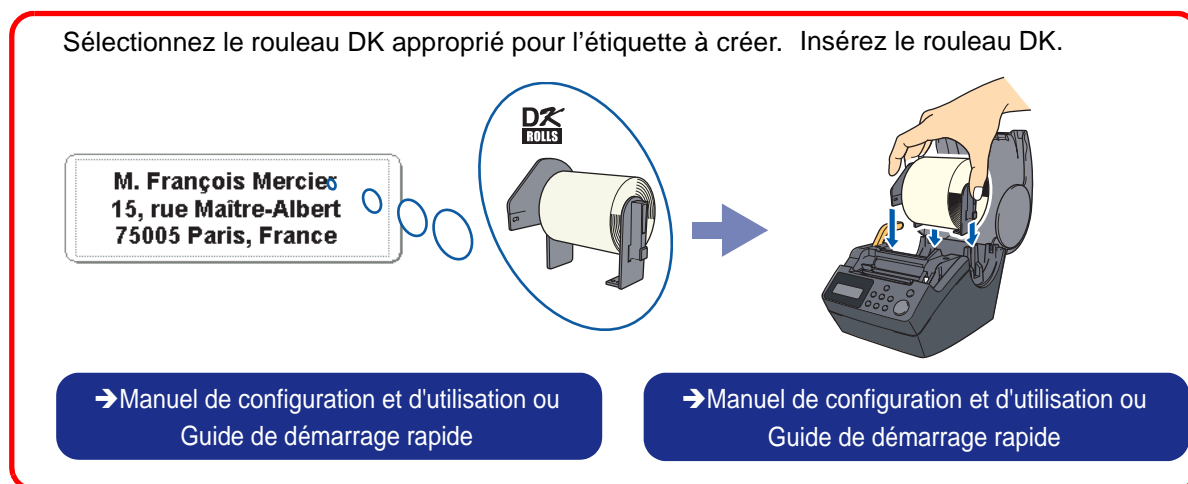 Sélectionnez le rouleau DK approprié pour l’étiquette à créer.
Insérez le rouleau DK.
DK
ROLLS
M. François Mercier
15, rue Maître-Albert
75005 Paris, France
➔Manuel de configuration et d'utilisation ou
Guide de démarrage rapide
➔Manuel de configuration et d'utilisation ou
Guide de démarrage rapide